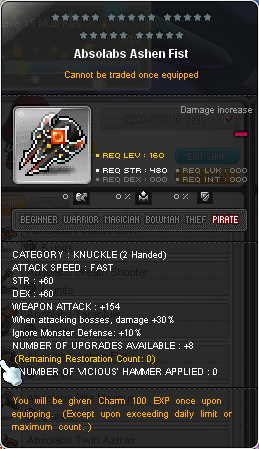 Absolabs Ashen Fist
Cannot be traded once equipped
Damage increase
REQ LEV : 160
REQ STR : 480
REQ LUK : 000
REQ DEX : 000
REQ INT : 000
0 % 0 % 0 %
BEGINNER WARRIOR MAGICIAN BOWMAN THIEF PIRATE
CATEGORY : KNUCKLE (2 Handed)
ATTACK SPEED : FAST
STR : +60
DEX : +60
WEAPON ATTACK : +154
When attacking bosses, damage +30%
Ignore Monster Defense: +10%
NUMBER OF UPGRADES AVAILABLE : +8
(Remaining Restoration Count: 0)
NUMBER OF VICIOUS' HAMMER APPLIED : 0
You will be given Charm 100 EXP once upon
equipping. (Except upon exceeding daily limit or
maximum count. )